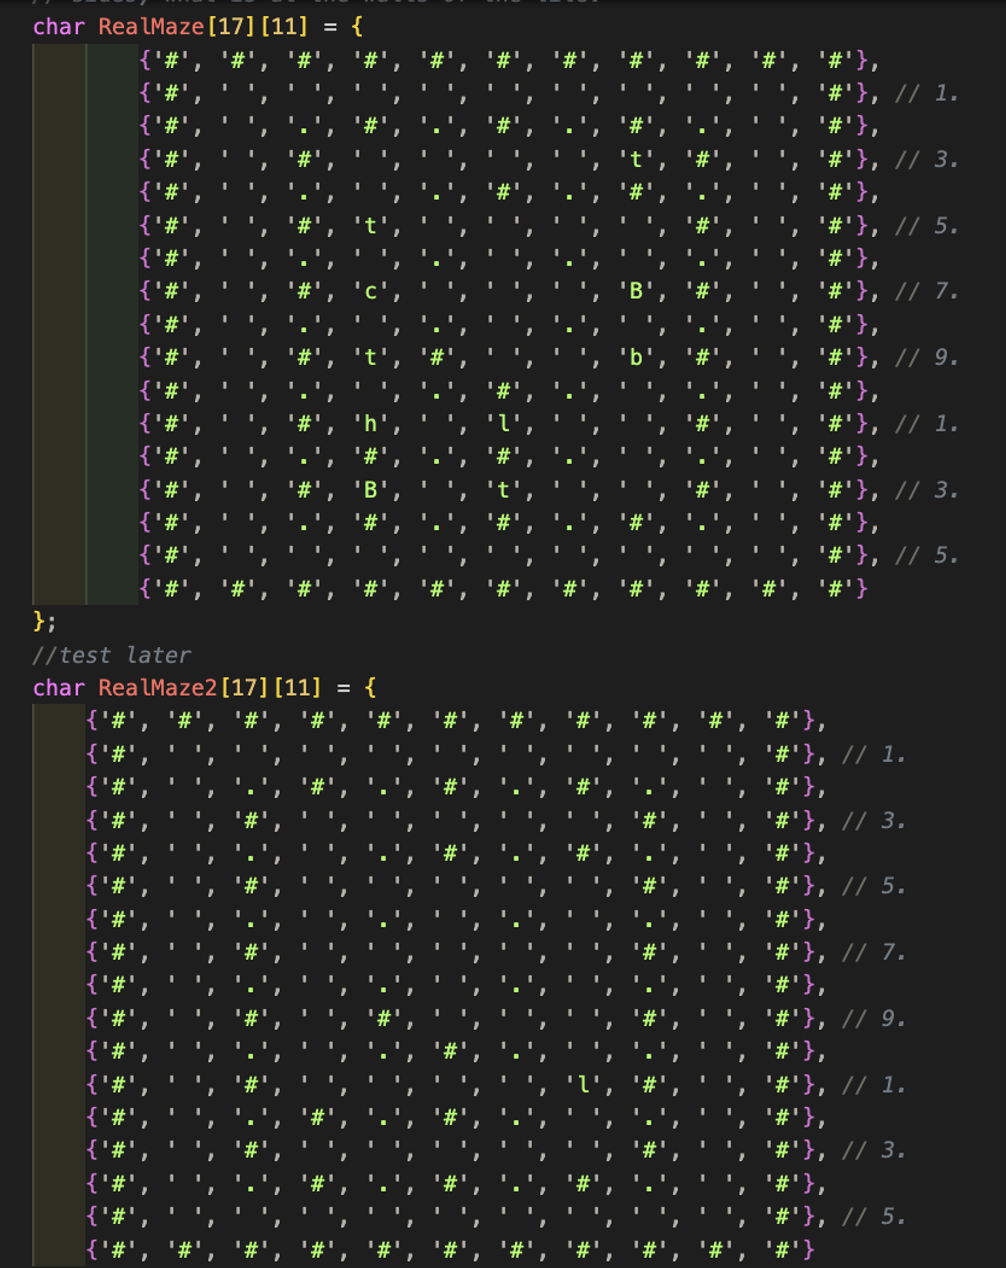 char RealMaze[17][11] = {
{'#', '#', '#', '#', '#', '#', '#', '#', '#', '#', '#'},
{'#', ' ', ' ', ' ', ' ', ' ', ' ', ' ', ' ', ' ', '#'}, // 1.
{'#', ' ', '.', '#', '.', '#', '.', '#', '.', ' ', '#'},
{'#', ' ', '#', ' ', ' ', ' ', ' ', 't', '#', ' ', '#'}, // 3.
{'#', ' ', '.', ' ', '.', '#', '.', '#', '.', ' ', '#'},
{'#', ' ', '#', 't', ' ', ' ', ' ', ' ', '#', ' ', '#'}, // 5.
{'#', ' ', '.', ' ', '.', ' ', '.', ' ', '.', ' ', '#'},
{'#', ' ', '#', 'c', ' ', ' ', ' ', 'B', '#', ' ', '#'}, // 7.
{'#', ' ', '.', ' ', '.', ' ', '.', ' ', '.', ' ', '#'},
{'#', ' ', '#', 't', '#', ' ', ' ', 'b', '#', ' ', '#'}, // 9.
{'#', ' ', '.', ' ', '.', '#', '.', ' ', '.', ' ', '#'},
{'#', ' ', '#', 'h', ' ', 'l', ' ', ' ', '#', ' ', '#'}, // 1.
{'#', ' ', '.', '#', '.', '#', '.', ' ', '.', ' ', '#'},
{'#', ' ', '#', 'B', ' ', 't', ' ', ' ', '#', ' ', '#'}, // 3.
{'#', ' ', '.', '#', '.', '#', '.', '#', '.', ' ', '#'},
{'#', ' ', ' ', ' ', ' ', ' ', ' ', ' ', ' ', ' ', '#'}, // 5.
{'#', '#', '#', '#', '#', '#', '#', '#', '#', '#', '#'}
};
//test later
char RealMaze2[17][11] = {
{'#', '#', '#', '#', '#', '#', '#', '#', '#', '#', '#'},
{'#', ' ', ' ', ' ', ' ', ' ', ' ', ' ', ' ', ' ', '#'}, // 1.
{'#', ' ', '.', '#', '.', '#', '.', '#', '.', ' ', '#'},
{'#', ' ', '#', ' ', ' ', ' ', ' ', ' ', '#', ' ', '#'}, // 3.
{'#', ' ', '.', ' ', '.', '#', '.', '#', '.', ' ', '#'},
{'#', ' ', '#', ' ', ' ', ' ', ' ', ' ', '#', ' ', '#'}, // 5.
{'#', ' ', '.', ' ', '.', ' ', '.', ' ', '.', ' ', '#'},
{'#', ' ', '#', ' ', ' ', ' ', ' ', ' ', '#', ' ', '#'}, // 7.
{'#', ' ', '.', ' ', '.', ' ', '.', ' ', '.', ' ', '#'},
{'#', ' ', '#', ' ', '#', ' ', ' ', ' ', '#', ' ', '#'}, // 9.
{'#', ' ', '.', ' ', '.', '#', '.', ' ', '.', ' ', '#'},
{'#', ' ', '#', ' ', ' ', ' ', ' ', 'l', '#', ' ', '#'}, // 1.
{'#', ' ', '.', '#', '.', '#', '.', ' ', '.', ' ', '#'},
{'#', ' ', '#', ' ', ' ', ' ', ' ', ' ', '#', ' ', '#'}, // 3.
{'#', ' ', '.', '#', '.', '#', '.', '#', '.', ' ', '#'},
{'#', ' ', ' ', ' ', ' ', ' ', ' ', ' ', ' ', ' ', '#'}, // 5.
{'#', '#', '#', '#', '#', '#', '#', '#', '#', '#', '#'}